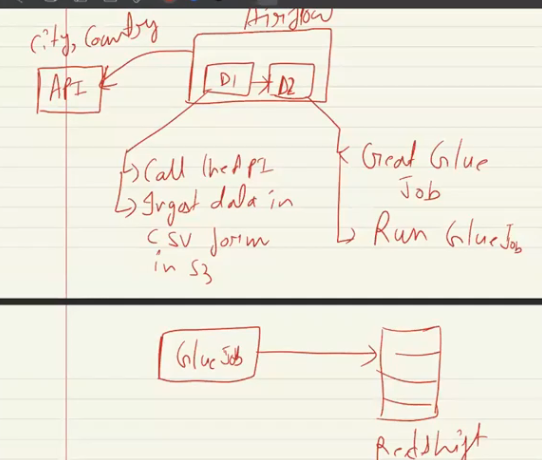 Airflow
City, Country
API
D1
D2
Call the API
Ingest data in
CSV form
in S3
Creat Glue
Job
Run Glue Job
Glue Job
Redshift